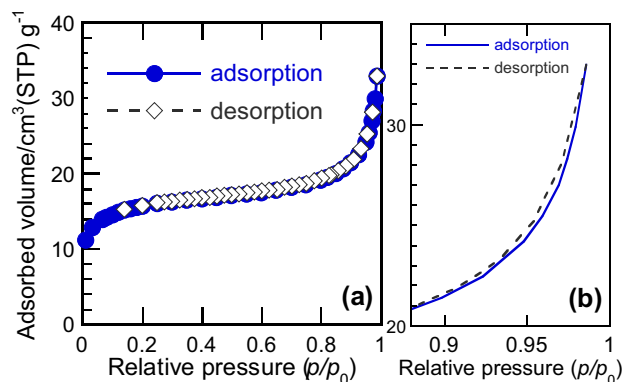 Adsorbed volume/cm³(STP) g⁻¹
40
30
20
10
0
adsorption
desorption
(a)
0 0.2 0.4 0.6 0.8 1
Relative pressure (p/p₀)
adsorption
desorption
30
20
(b)
0.9 0.95 1
Relative pressure (p/p₀)